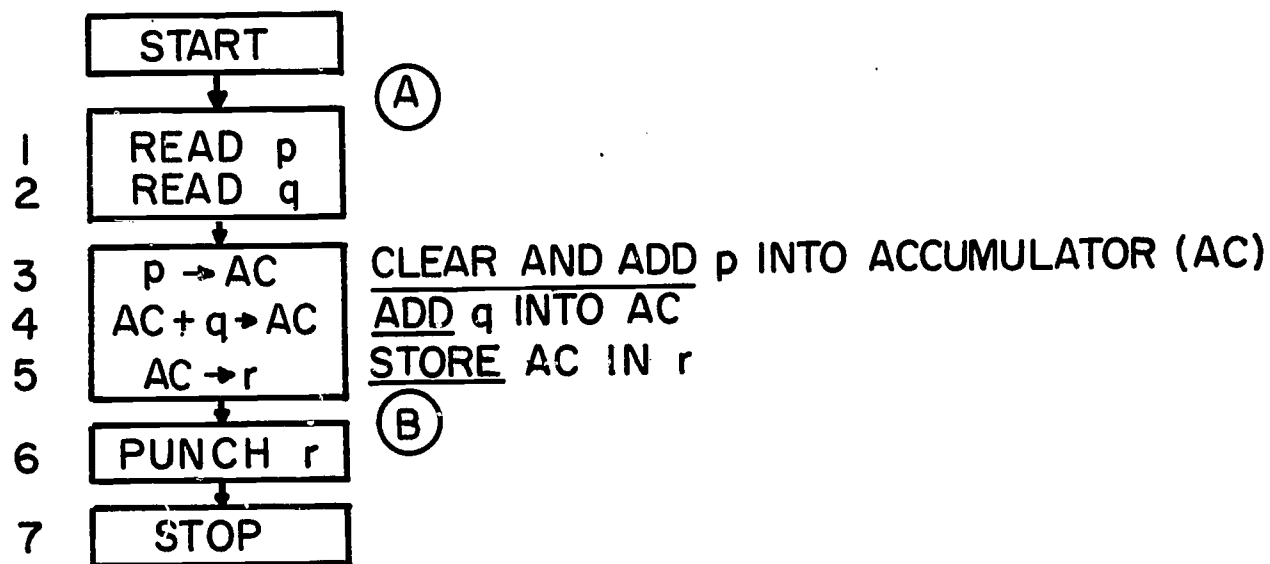 START
A
1 READ p
2 READ q
3 p → AC CLEAR AND ADD p INTO ACCUMULATOR (AC)
4 AC + q → AC ADD q INTO AC
5 AC → r STORE AC IN r
B
6 PUNCH r
7 STOP